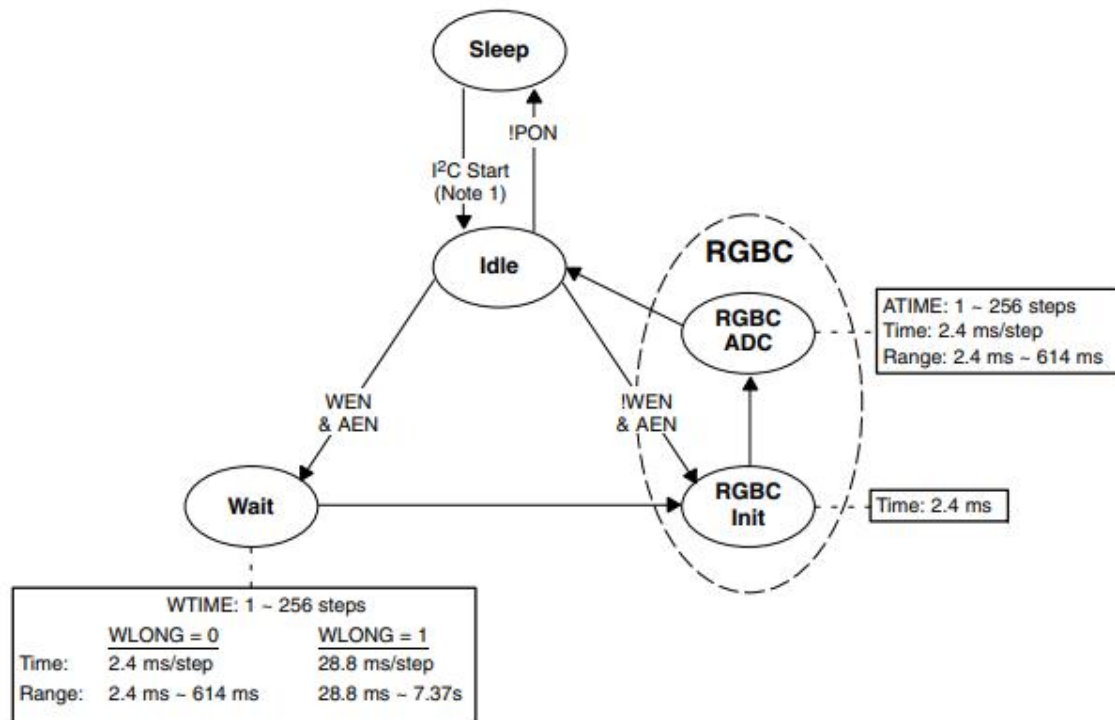 Sleep
!PON
I²C Start
(Note 1)
Idle
RGBC
RGBC
ADC
ATIME: 1 ~ 256 steps
Time: 2.4 ms/step
Range: 2.4 ms ~ 614 ms
WEN
& AEN
!WEN
& AEN
Wait
RGBC
Init
Time: 2.4 ms
WTIME: 1 ~ 256 steps
WLONG = 0 WLONG = 1
Time: 2.4 ms/step 28.8 ms/step
Range: 2.4 ms ~ 614 ms 28.8 ms ~ 7.37s